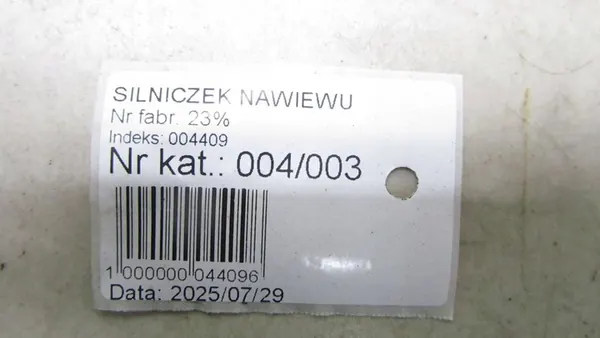 SILNICZEK NAWIEWU
Nr fabr. 23%
Indeks: 004409
Nr kat.: 004/003
1 000000 044096
Data: 2025/07/29